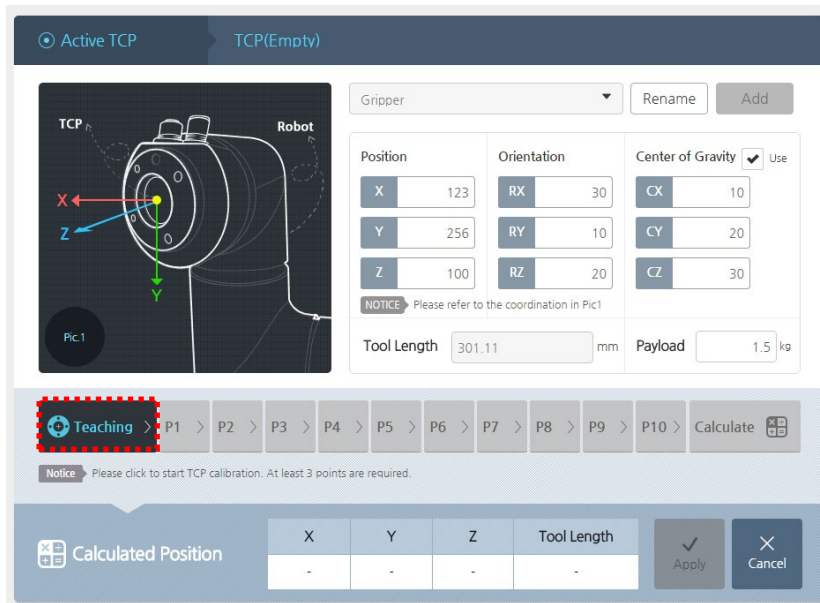 Active TCP TCP(Empty)
Gripper Rename Add
TCP Robot
X
Z
Y
Pic.1
Position Orientation Center of Gravity Use
X 123 RX 30 CX 10
Y 256 RY 10 CY 20
Z 100 RZ 20 CZ 30
NOTICE Please refer to the coordination in Pic1
Tool Length 301.11 mm Payload 1.5 kg
Teaching > P1 > P2 > P3 > P4 > P5 > P6 > P7 > P8 > P9 > P10 > Calculate
Notice Please click to start TCP calibration. At least 3 points are required.
Calculated Position
X Y Z Tool Length
- - - -
Apply Cancel